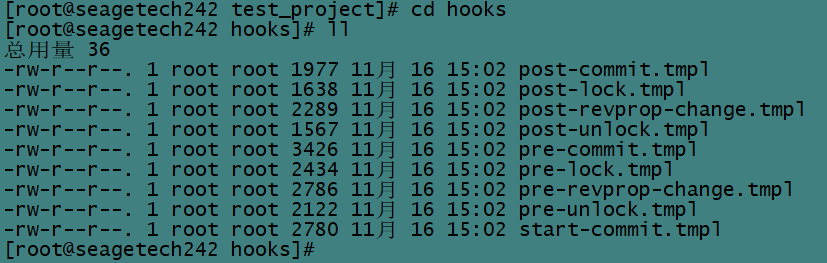 [root@seagetech242 test_project]# cd hooks
[root@seagetech242 hooks]# ll
总用量 36
-rw-r--r--. 1 root root 1977 11月 16 15:02 post-commit.tmpl
-rw-r--r--. 1 root root 1638 11月 16 15:02 post-lock.tmpl
-rw-r--r--. 1 root root 2289 11月 16 15:02 post-revprop-change.tmpl
-rw-r--r--. 1 root root 1567 11月 16 15:02 post-unlock.tmpl
-rw-r--r--. 1 root root 3426 11月 16 15:02 pre-commit.tmpl
-rw-r--r--. 1 root root 2434 11月 16 15:02 pre-lock.tmpl
-rw-r--r--. 1 root root 2786 11月 16 15:02 pre-revprop-change.tmpl
-rw-r--r--. 1 root root 2122 11月 16 15:02 pre-unlock.tmpl
-rw-r--r--. 1 root root 2780 11月 16 15:02 start-commit.tmpl
[root@seagetech242 hooks]#